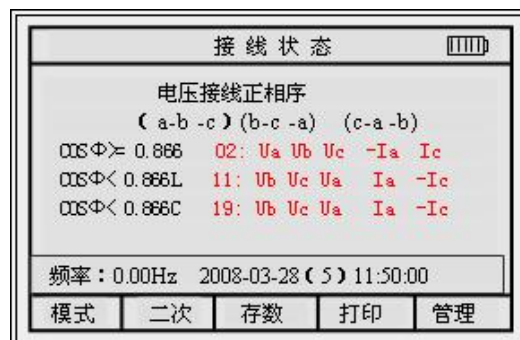 接线状态
电压接线正相序
( a-b -c ) (b-c -a) (c-a -b)
COSΦ>= 0.866 02: Ua Ub Uc -Ia Ic
COSΦ< 0.866L 11: Ub Uc Ua Ia -Ic
COSΦ< 0.866C 19: Ub Uc Ua Ia -Ic
频率：0.00Hz 2008-03-28 ( 5 ) 11:50:00
模式 二次 存数 打印 管理